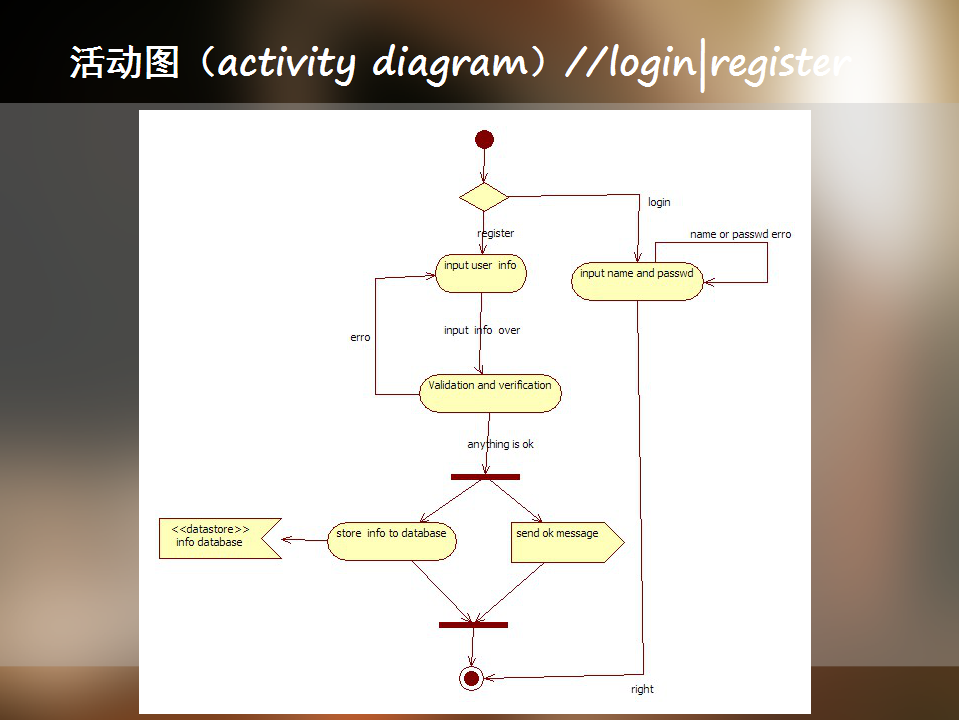 活动图（activity diagram）//login|register
login
register
name or passwd erro
input user  info
input name and passwd
input  info  over
erro
Validation and verification
anything is ok
<<datastore>>
info database
store  info to database
send ok message
right